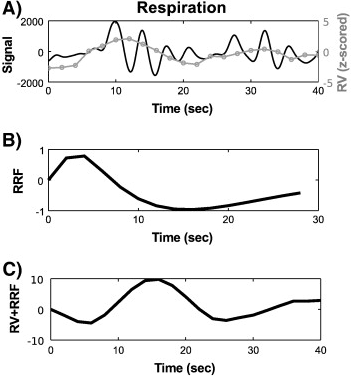 Respiration
A)
2000
0
-2000
Signal
5
0
-5
RV (z-scored)
0 10 20 30 40
Time (sec)
B)
1
0
-1
RRF
0 10 20 30
Time (sec)
C)
10
0
-10
RV+RRF
0 10 20 30 40
Time (sec)